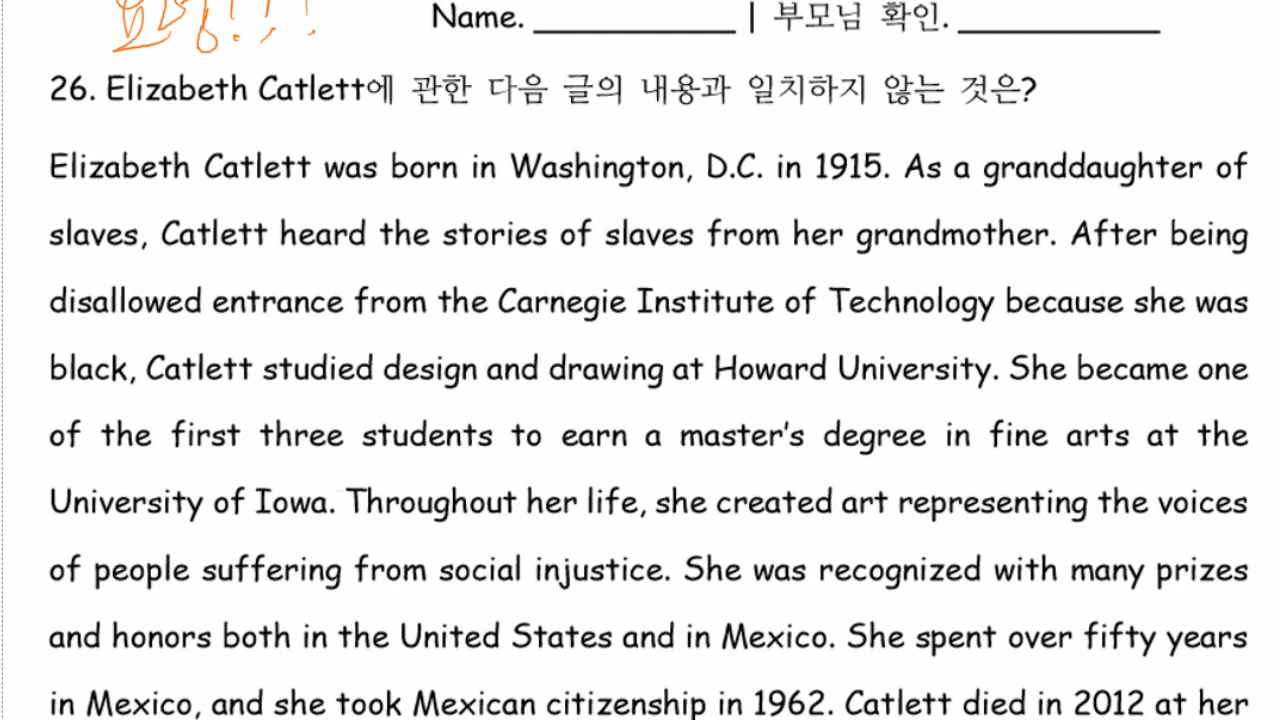 Name. ____________ | 부모님 확인. ____________
26. Elizabeth Catlett에 관한 다음 글의 내용과 일치하지 않는 것은?
Elizabeth Catlett was born in Washington, D.C. in 1915. As a granddaughter of
slaves, Catlett heard the stories of slaves from her grandmother. After being
disallowed entrance from the Carnegie Institute of Technology because she was
black, Catlett studied design and drawing at Howard University. She became one
of the first three students to earn a master's degree in fine arts at the
University of Iowa. Throughout her life, she created art representing the voices
of people suffering from social injustice. She was recognized with many prizes
and honors both in the United States and in Mexico. She spent over fifty years
in Mexico, and she took Mexican citizenship in 1962. Catlett died in 2012 at her